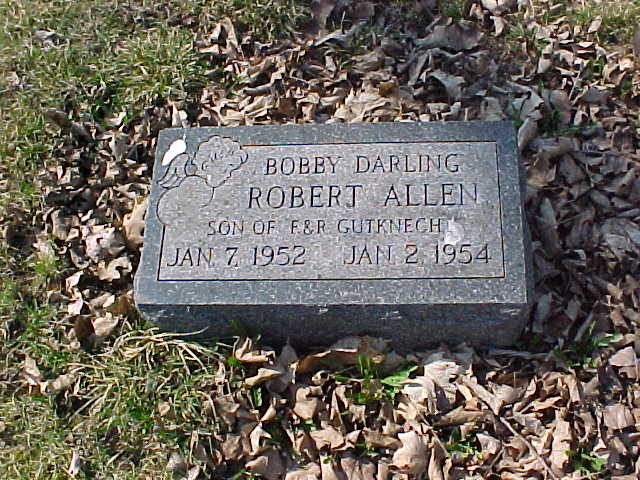 BOBBY DARLING
ROBERT ALLEN
SON OF F.&R GUTKNECHT
JAN 7, 1952 JAN 2, 1954